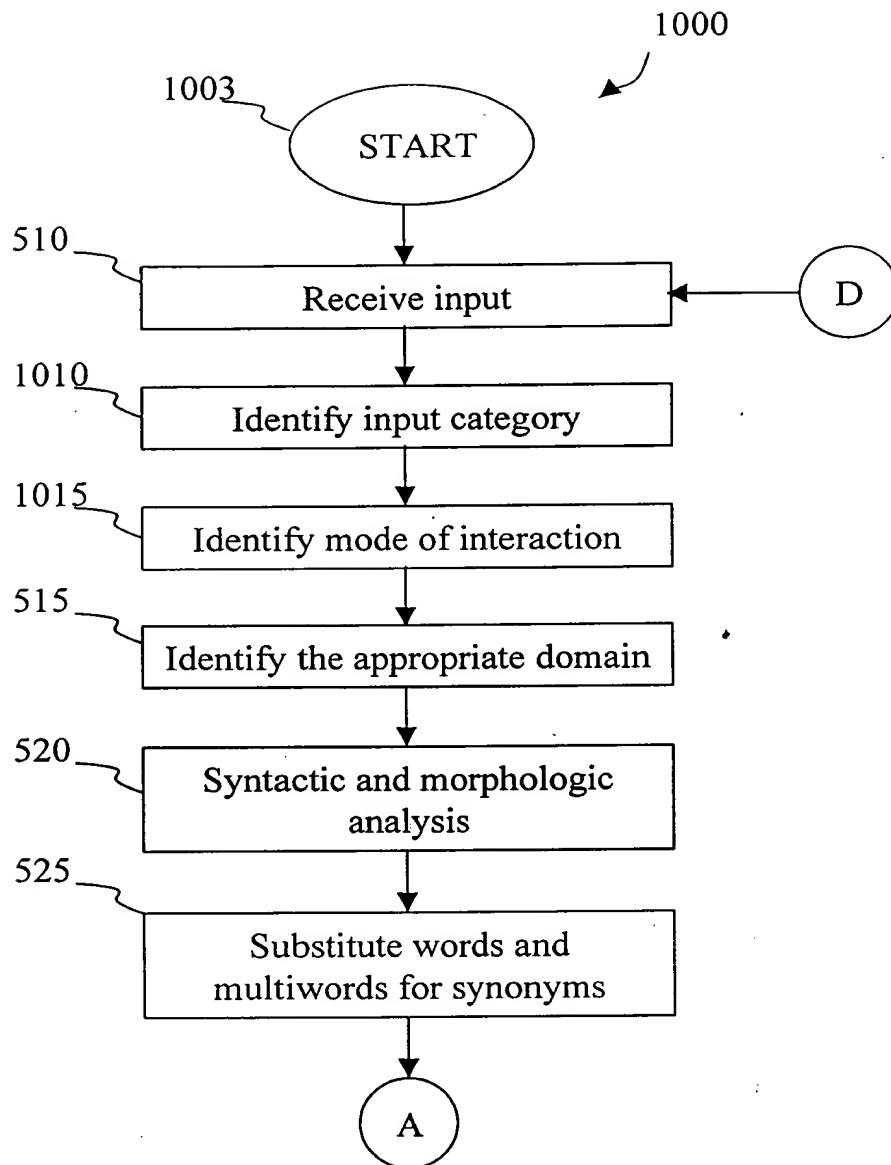 1000
1003
START
510
Receive input
D
1010
Identify input category
1015
Identify mode of interaction
515
Identify the appropriate domain
520
Syntactic and morphologic
analysis
525
Substitute words and
multiwords for synonyms
A